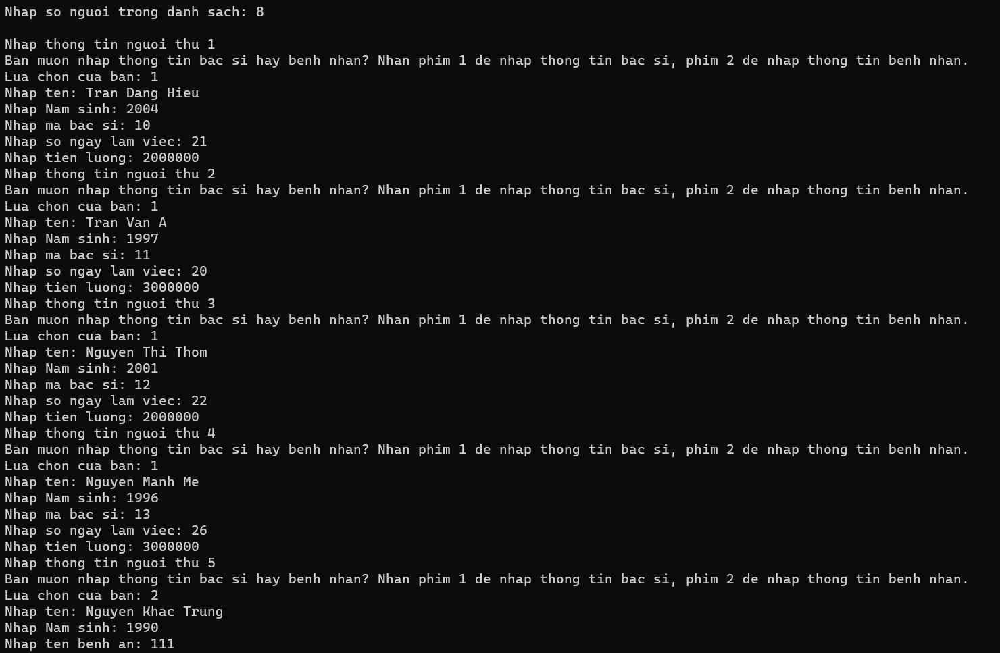 Nhap so nguoi trong danh sach: 8
Nhap thong tin nguoi thu 1
Ban muon nhap thong tin bac si hay benh nhan? Nhan phim 1 de nhap thong tin bac si, phim 2 de nhap thong tin benh nhan.
Lua chon cua ban: 1
Nhap ten: Tran Dang Hieu
Nhap Nam sinh: 2004
Nhap ma bac si: 10
Nhap so ngay lam viec: 21
Nhap tien luong: 2000000
Nhap thong tin nguoi thu 2
Ban muon nhap thong tin bac si hay benh nhan? Nhan phim 1 de nhap thong tin bac si, phim 2 de nhap thong tin benh nhan.
Lua chon cua ban: 1
Nhap ten: Tran Van A
Nhap Nam sinh: 1997
Nhap ma bac si: 11
Nhap so ngay lam viec: 20
Nhap tien luong: 3000000
Nhap thong tin nguoi thu 3
Ban muon nhap thong tin bac si hay benh nhan? Nhan phim 1 de nhap thong tin bac si, phim 2 de nhap thong tin benh nhan.
Lua chon cua ban: 1
Nhap ten: Nguyen Thi Thom
Nhap Nam sinh: 2001
Nhap ma bac si: 12
Nhap so ngay lam viec: 22
Nhap tien luong: 2000000
Nhap thong tin nguoi thu 4
Ban muon nhap thong tin bac si hay benh nhan? Nhan phim 1 de nhap thong tin bac si, phim 2 de nhap thong tin benh nhan.
Lua chon cua ban: 1
Nhap ten: Nguyen Manh Me
Nhap Nam sinh: 1996
Nhap ma bac si: 13
Nhap so ngay lam viec: 26
Nhap tien luong: 3000000
Nhap thong tin nguoi thu 5
Ban muon nhap thong tin bac si hay benh nhan? Nhan phim 1 de nhap thong tin bac si, phim 2 de nhap thong tin benh nhan.
Lua chon cua ban: 2
Nhap ten: Nguyen Khac Trung
Nhap Nam sinh: 1990
Nhap ten benh an: 111